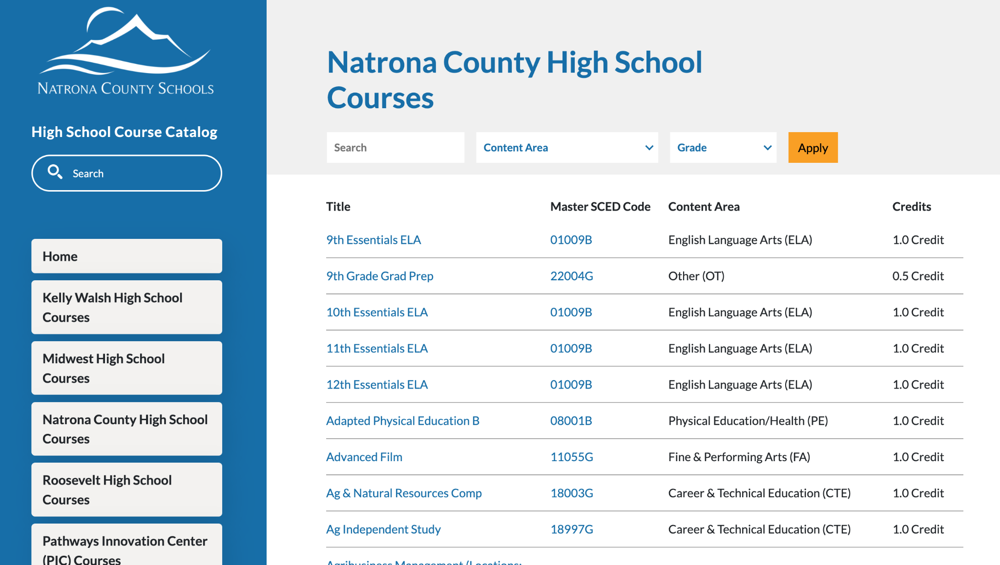 NATRONA COUNTY SCHOOLS
High School Course Catalog
Search
Home
Kelly Walsh High School
Courses
Midwest High School
Courses
Natrona County High School
Courses
Roosevelt High School
Courses
Pathways Innovation Center
(PIC) Courses
Natrona County High School
Courses
Search
Content Area
Grade
Apply
Title Master SCED Code Content Area Credits
9th Essentials ELA 01009B English Language Arts (ELA) 1.0 Credit
9th Grade Grad Prep 22004G Other (OT) 0.5 Credit
10th Essentials ELA 01009B English Language Arts (ELA) 1.0 Credit
11th Essentials ELA 01009B English Language Arts (ELA) 1.0 Credit
12th Essentials ELA 01009B English Language Arts (ELA) 1.0 Credit
Adapted Physical Education B 08001B Physical Education/Health (PE) 1.0 Credit
Advanced Film 11055G Fine & Performing Arts (FA) 1.0 Credit
Ag & Natural Resources Comp 18003G Career & Technical Education (CTE) 1.0 Credit
Ag Independent Study 18997G Career & Technical Education (CTE) 1.0 Credit
Agribusiness Management (Locations: